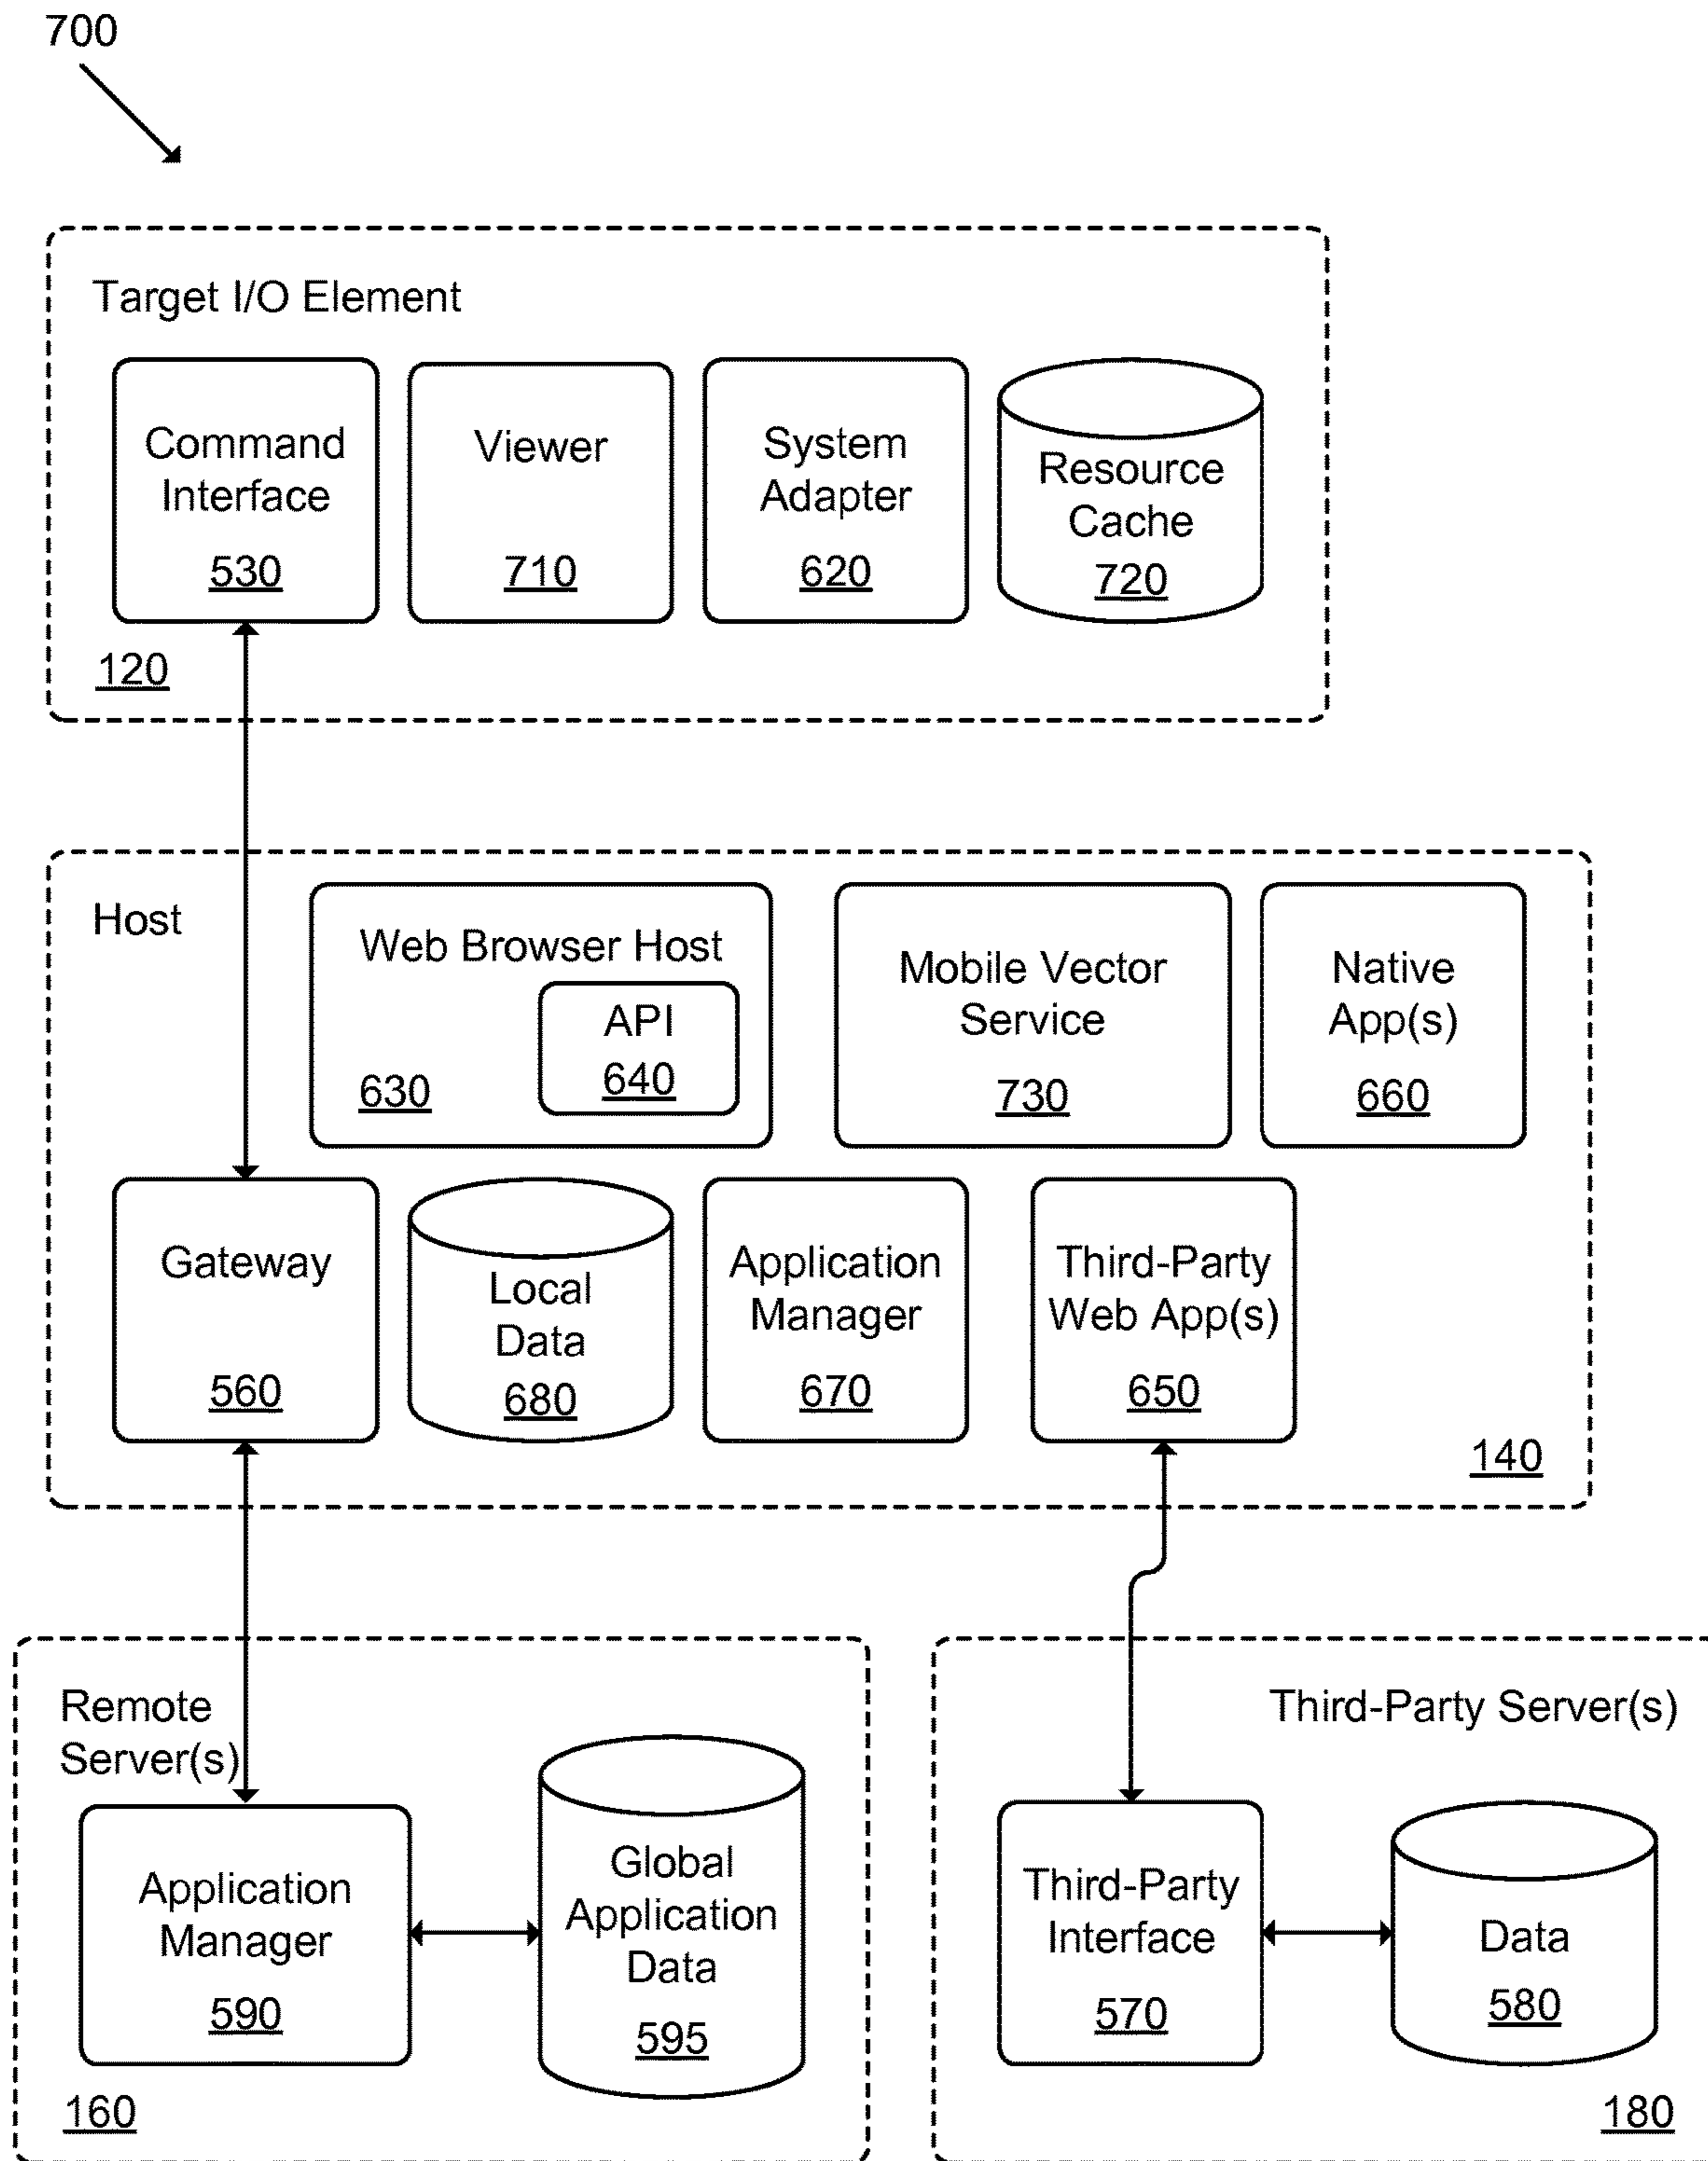 700
Target I/O Element
Command
Interface
530
Viewer
710
System
Adapter
620
Resource
Cache
720
120
Host
Web Browser Host
API
640
630
Mobile Vector
Service
730
Native
App(s)
660
Gateway
560
Local
Data
680
Application
Manager
670
Third-Party
Web App(s)
650
140
Remote
Server(s)
Application
Manager
590
Global
Application
Data
595
160
Third-Party Server(s)
Third-Party
Interface
570
Data
580
180